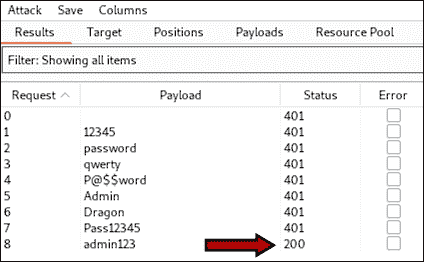 Attack Save Columns
Results Target Positions Payloads Resource Pool
Filter: Showing all items
Request Payload Status Error
0 401
1 12345 401
2 password 401
3 qwerty 401
4 P@$$word 401
5 Admin 401
6 Dragon 401
7 Pass12345 401
8 admin123 200